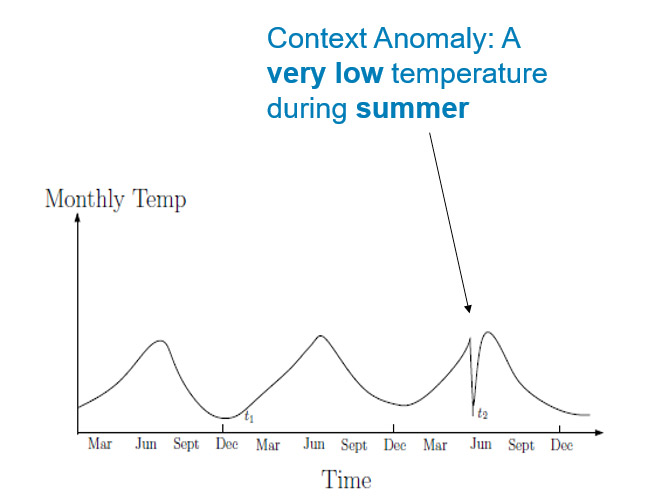 Context Anomaly: A
very low temperature
during summer
Monthly Temp
t1
t2
Mar Jun Sept Dec Mar Jun Sept Dec Mar Jun Sept Dec
Time